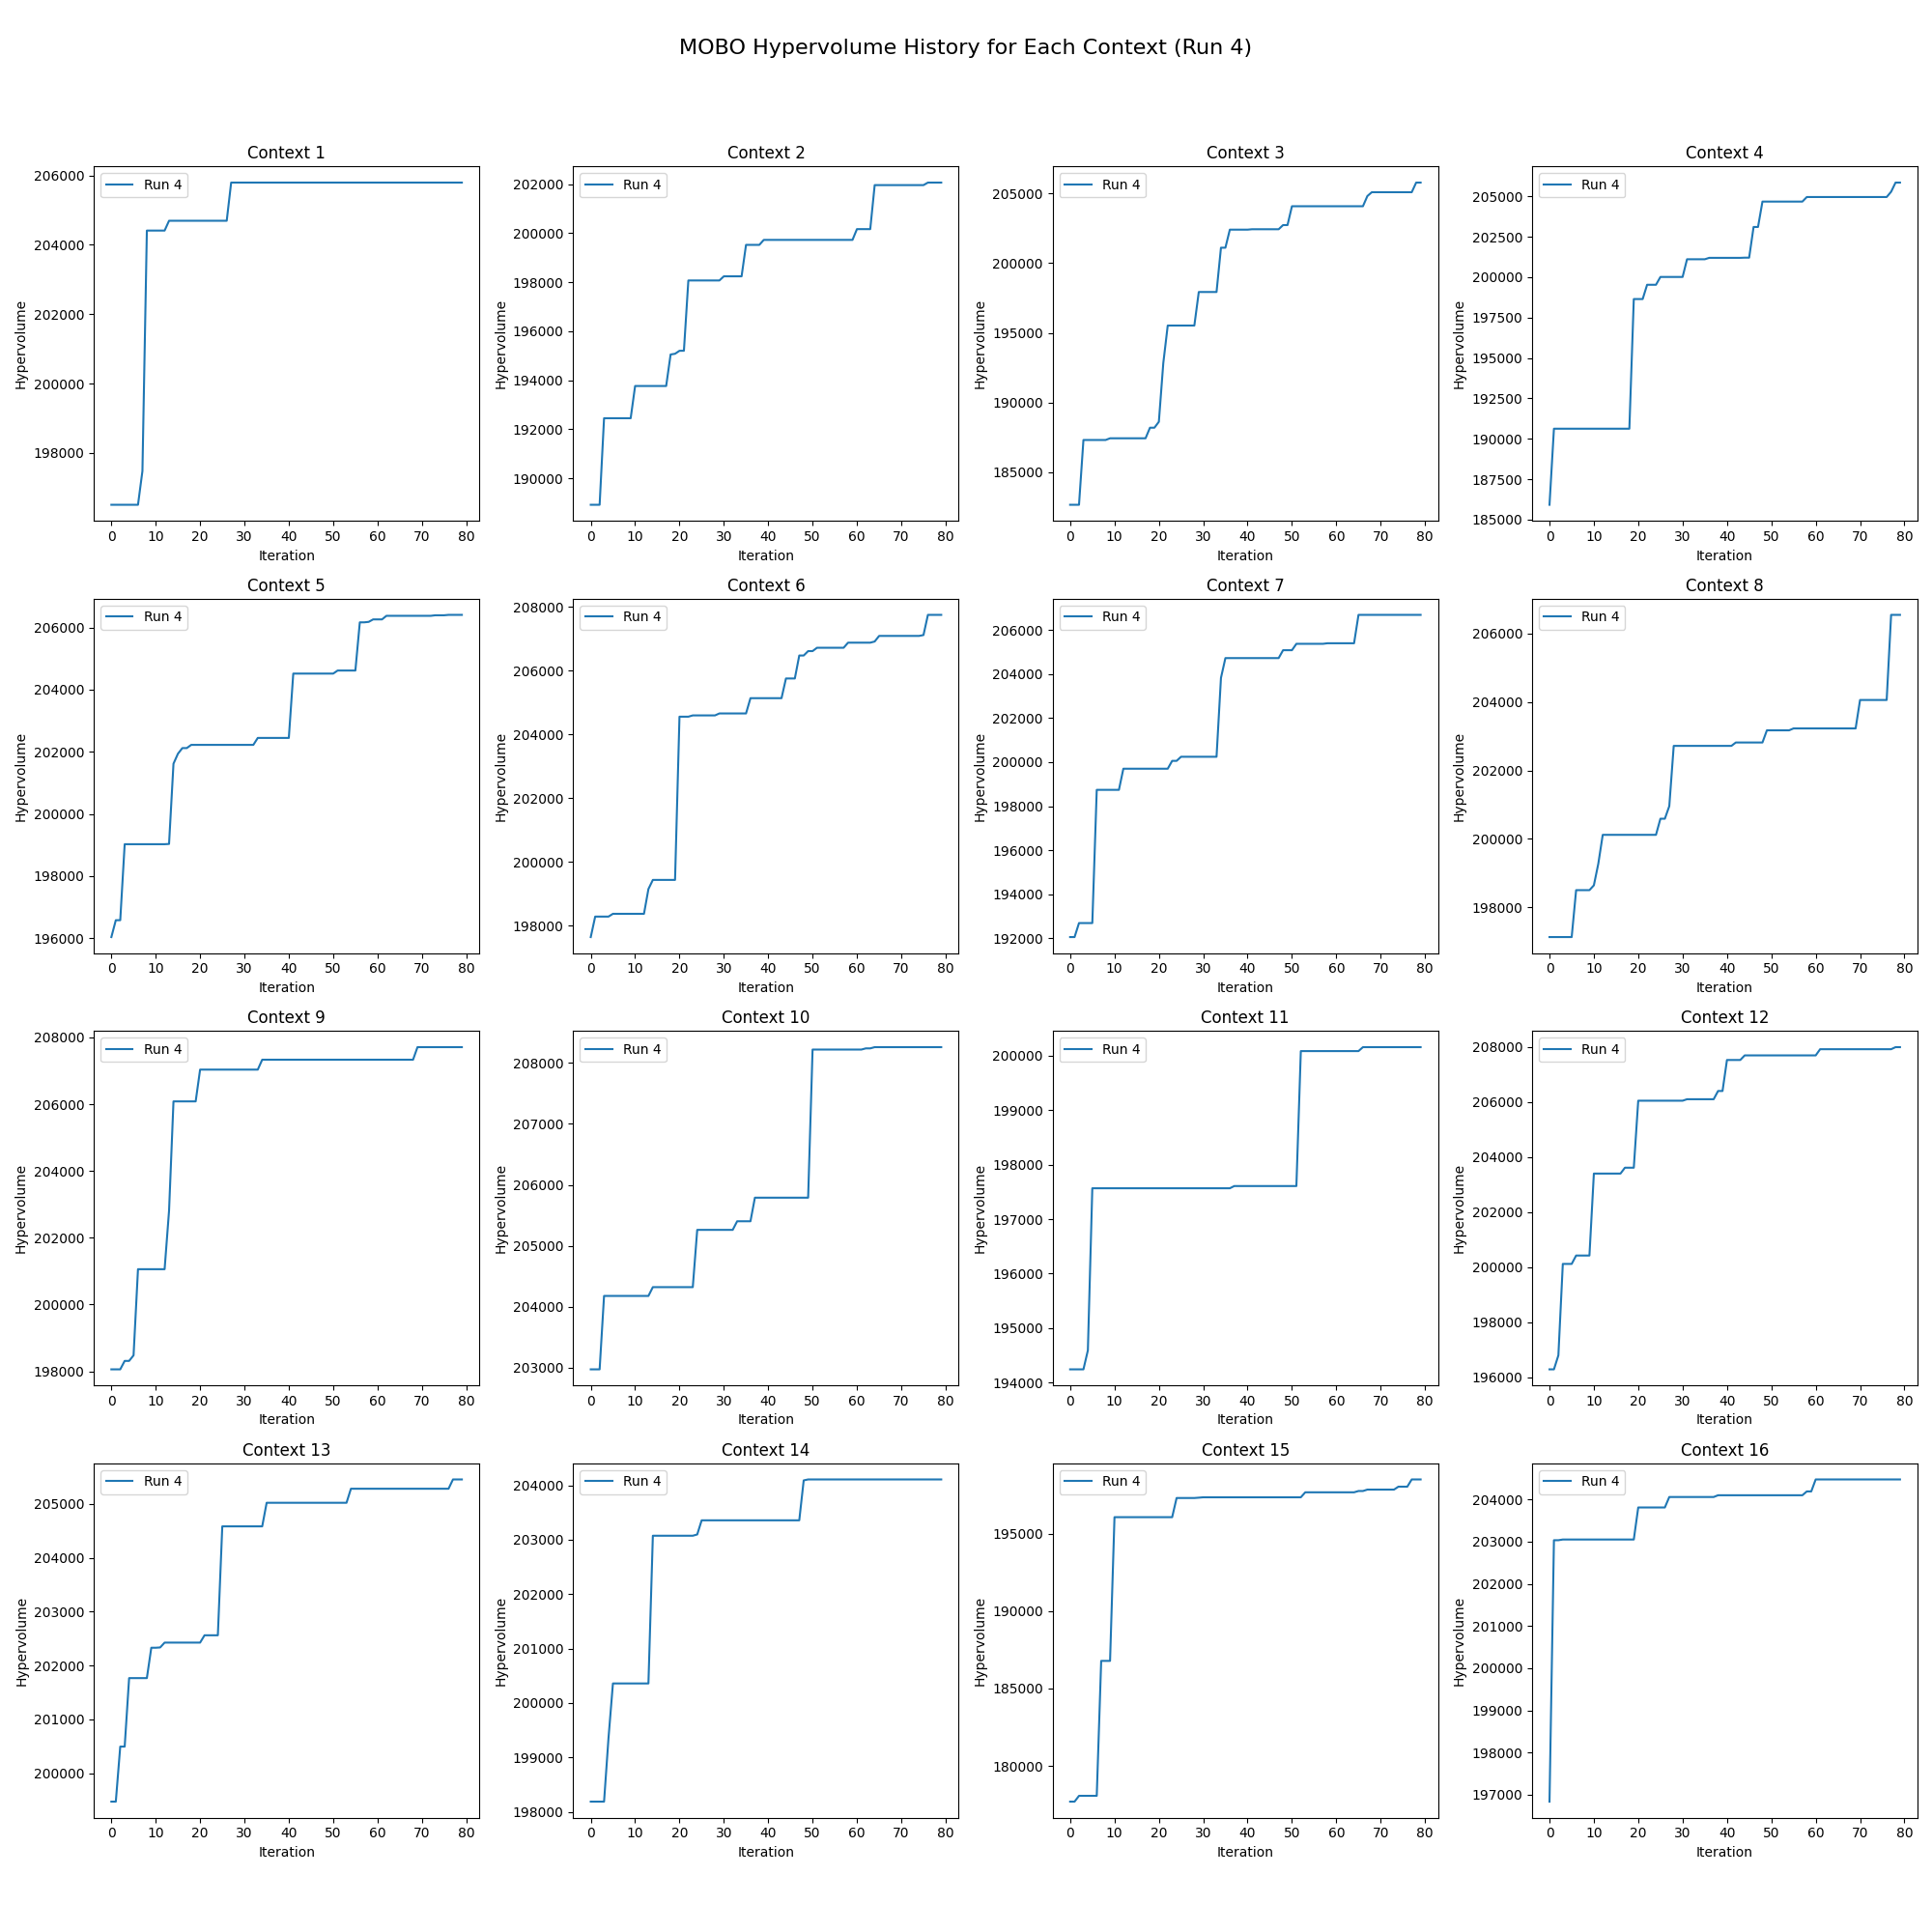 MOBO Hypervolume History for Each Context (Run 4)
Context 1
Run 4
206000
204000
202000
200000
198000
Hypervolume
0 10 20 30 40 50 60 70 80
Iteration
Context 2
Run 4
202000
200000
198000
196000
194000
192000
190000
Hypervolume
0 10 20 30 40 50 60 70 80
Iteration
Context 3
Run 4
205000
200000
195000
190000
185000
Hypervolume
0 10 20 30 40 50 60 70 80
Iteration
Context 4
Run 4
205000
202500
200000
197500
195000
192500
190000
187500
185000
Hypervolume
0 10 20 30 40 50 60 70 80
Iteration
Context 5
Run 4
206000
204000
202000
200000
198000
196000
Hypervolume
0 10 20 30 40 50 60 70 80
Iteration
Context 6
Run 4
208000
206000
204000
202000
200000
198000
Hypervolume
0 10 20 30 40 50 60 70 80
Iteration
Context 7
Run 4
206000
204000
202000
200000
198000
196000
194000
192000
Hypervolume
0 10 20 30 40 50 60 70 80
Iteration
Context 8
Run 4
206000
204000
202000
200000
198000
Hypervolume
0 10 20 30 40 50 60 70 80
Iteration
Context 9
Run 4
208000
206000
204000
202000
200000
198000
Hypervolume
0 10 20 30 40 50 60 70 80
Iteration
Context 10
Run 4
208000
207000
206000
205000
204000
203000
Hypervolume
0 10 20 30 40 50 60 70 80
Iteration
Context 11
Run 4
200000
199000
198000
197000
196000
195000
194000
Hypervolume
0 10 20 30 40 50 60 70 80
Iteration
Context 12
Run 4
208000
206000
204000
202000
200000
198000
196000
Hypervolume
0 10 20 30 40 50 60 70 80
Iteration
Context 13
Run 4
205000
204000
203000
202000
201000
200000
Hypervolume
0 10 20 30 40 50 60 70 80
Iteration
Context 14
Run 4
204000
203000
202000
201000
200000
199000
198000
Hypervolume
0 10 20 30 40 50 60 70 80
Iteration
Context 15
Run 4
195000
190000
185000
180000
Hypervolume
0 10 20 30 40 50 60 70 80
Iteration
Context 16
Run 4
204000
203000
202000
201000
200000
199000
198000
197000
Hypervolume
0 10 20 30 40 50 60 70 80
Iteration